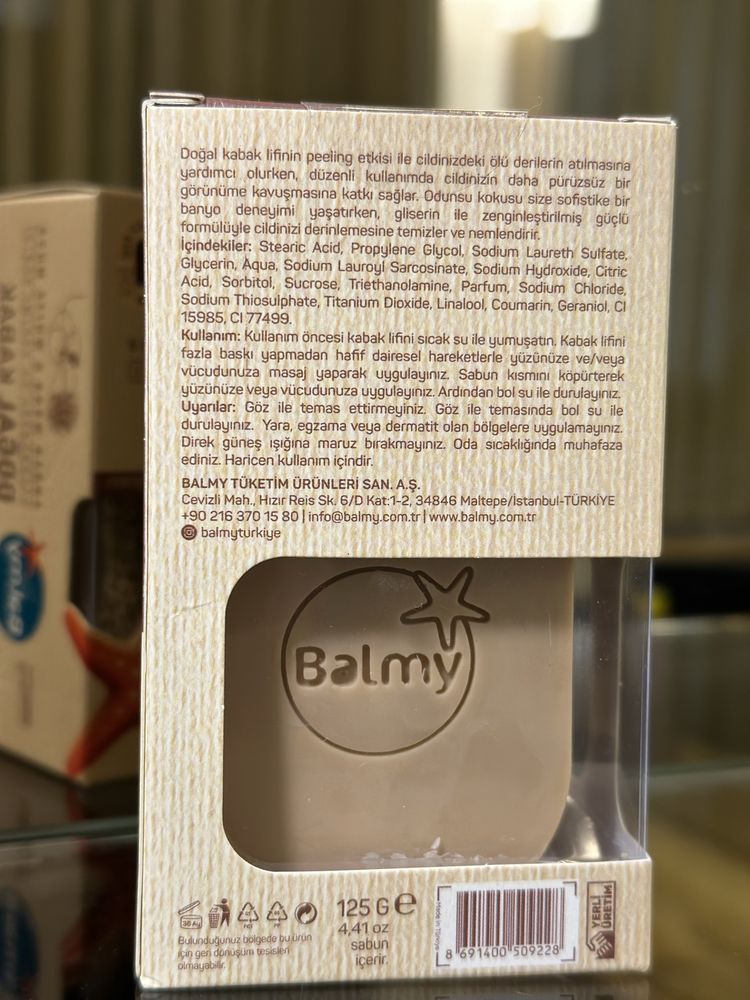 Doğal kabak lifinin peeling etkisi ile cildinizdeki ölü derilerin atılmasına
yardımcı olurken, düzenli kullanımda cildinizin daha pürüzsüz bir
görünüme kavuşmasına katkı sağlar. Odunsu kokusu size sofistike bir
banyo deneyimi yaşatırken, gliserin ile zenginleştirilmiş güçlü
formülüyle cildinizi derinlemesine temizler ve nemlendirir.
İçindekiler: Stearic Acid, Propylene Glycol, Sodium Laureth Sulfate,
Glycerin, Aqua, Sodium Lauroyl Sarcosinate, Sodium Hydroxide, Citric
Acid, Sorbitol, Sucrose, Triethanolamine, Parfum, Sodium Chloride,
Sodium Thiosulphate, Titanium Dioxide, Linalool, Coumarin, Geraniol, CI
15985, CI 77499.
Kullanım: Kullanım öncesi kabak lifini sıcak su ile yumuşatın. Kabak lifini
fazla baskı yapmadan hafif dairesel hareketlerle yüzünüze ve/veya
vücudunuza masaj yaparak uygulayınız. Sabun kısmını köpürterek
yüzünüze veya vücudunuza uygulayınız. Ardından bol su ile durulayınız.
Uyarılar: Göz ile temas ettirmeyiniz. Göz ile temasında bol su ile
durulayınız. Yara, egzama veya dermatit olan bölgelere uygulamayınız.
Direk güneş ışığına maruz bırakmayınız. Oda sıcaklığında muhafaza
ediniz. Haricen kullanım içindir.
BALMY TÜKETİM ÜRÜNLERİ SAN. A.Ş.
Cevizli Mah., Hızır Reis Sk. 6/D Kat:1-2, 34846 Maltepe/İstanbul-TÜRKİYE
+90 216 370 15 80 | info@balmy.com.tr | www.balmy.com.tr
balmyturkiye
Balmy
36 Ay
125 G e
4,41 oz
sabun
içerir.
Bulunduğunuz bölgede bu ürün
için geri dönüşüm tesisleri
olmayabilir.
Made in Türkiye
8 691400 509228
YERLİ
ÜRETİM
DOĞAL KABAK